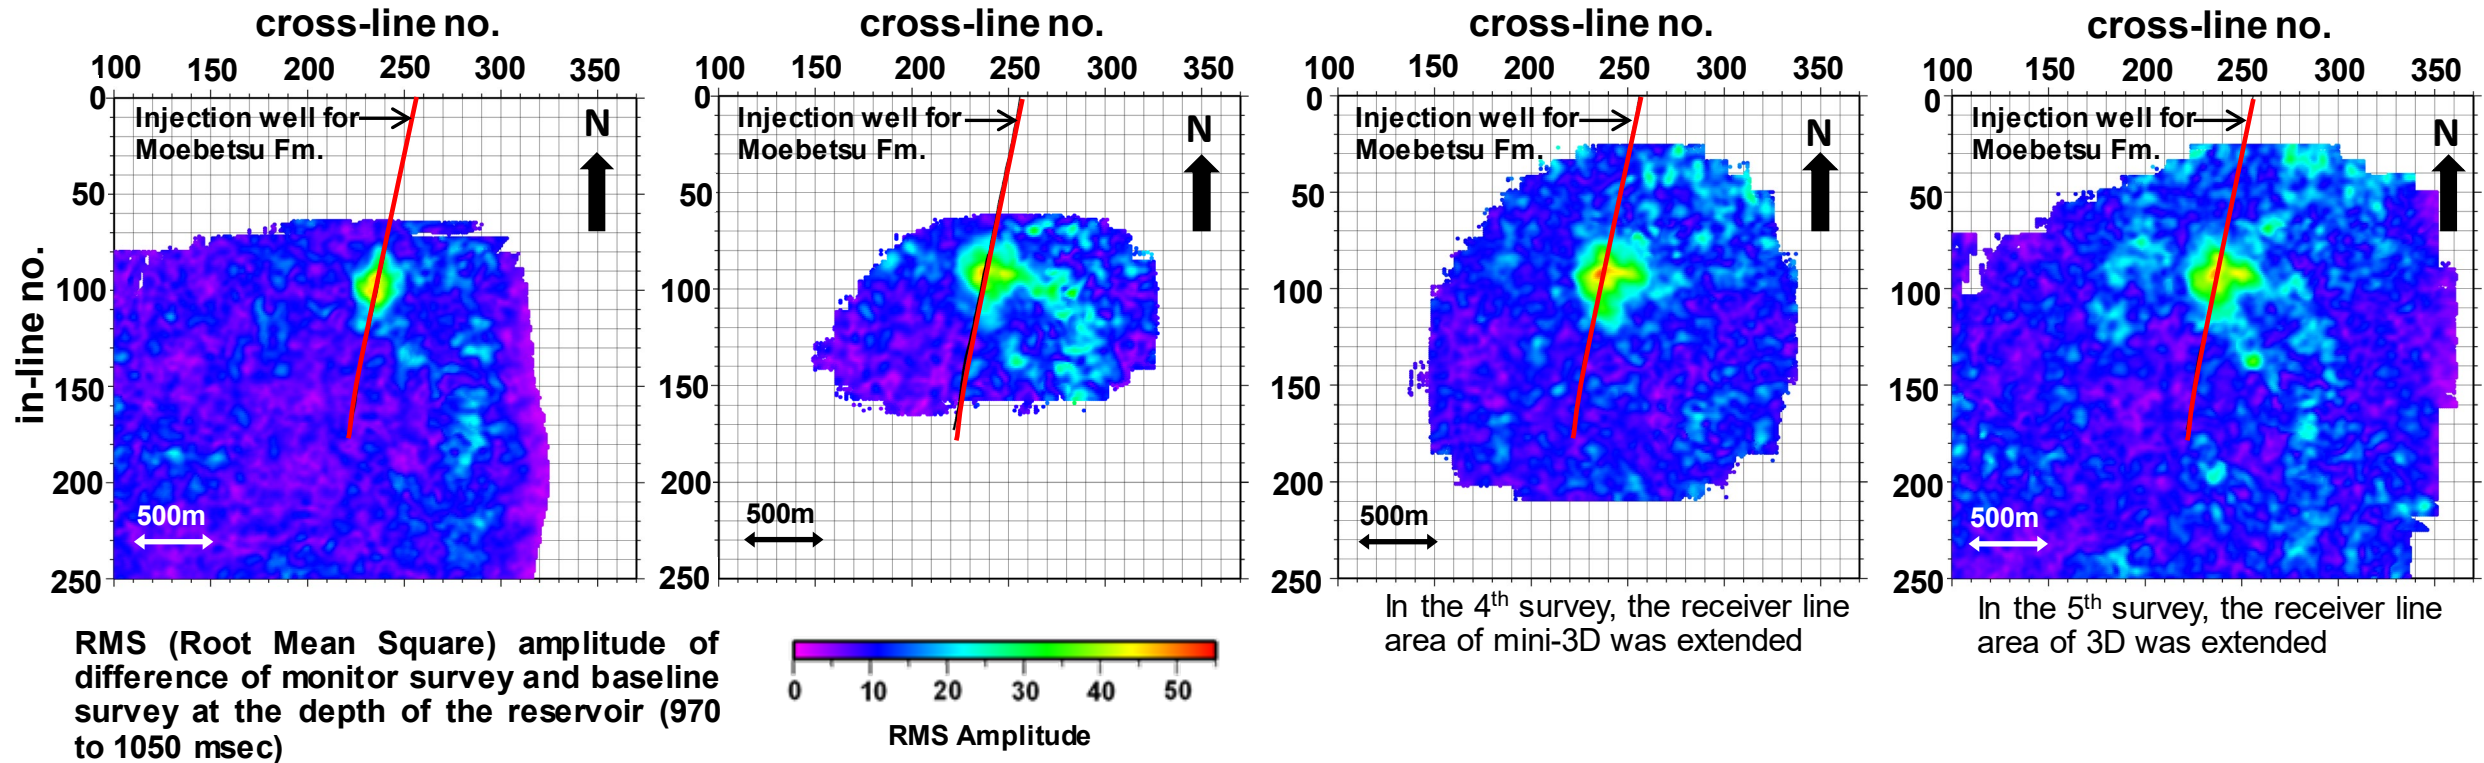 cross-line no.
100 150 200 250 300 350
0
50
100
150
200
250
in-line no.
Injection well for
Moebetsu Fm.
N
500m
cross-line no.
100 150 200 250 300 350
0
50
100
150
200
250
Injection well for
Moebetsu Fm.
N
500m
cross-line no.
100 150 200 250 300 350
0
50
100
150
200
250
Injection well for
Moebetsu Fm.
N
500m
In the 4th survey, the receiver line
area of mini-3D was extended
cross-line no.
100 150 200 250 300 350
0
50
100
150
200
250
Injection well for
Moebetsu Fm.
N
500m
In the 5th survey, the receiver line
area of 3D was extended
RMS (Root Mean Square) amplitude of
difference of monitor survey and baseline
survey at the depth of the reservoir (970
to 1050 msec)
0 10 20 30 40 50
RMS Amplitude